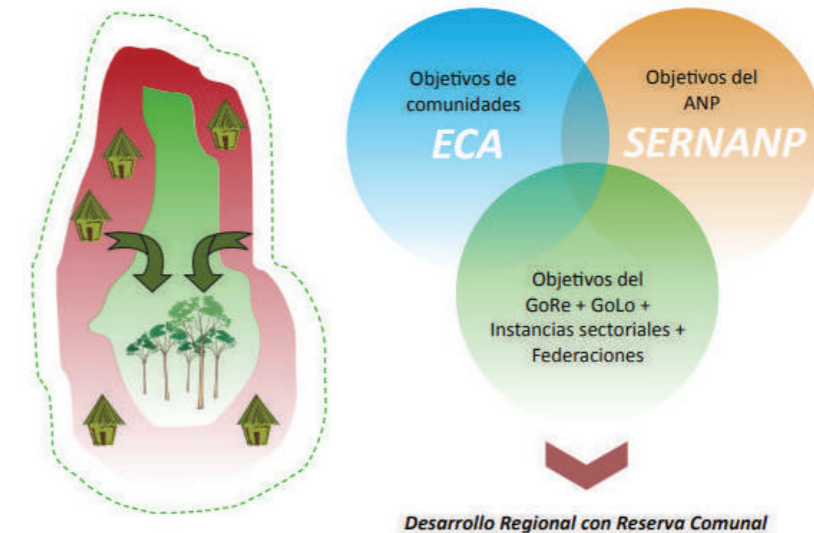 Objetivos de
comunidades
ECA
Objetivos del
ANP
SERNANP
Objetivos del
GoRe + GoLo +
Instancias sectoriales +
Federaciones
Desarrollo Regional con Reserva Comunal